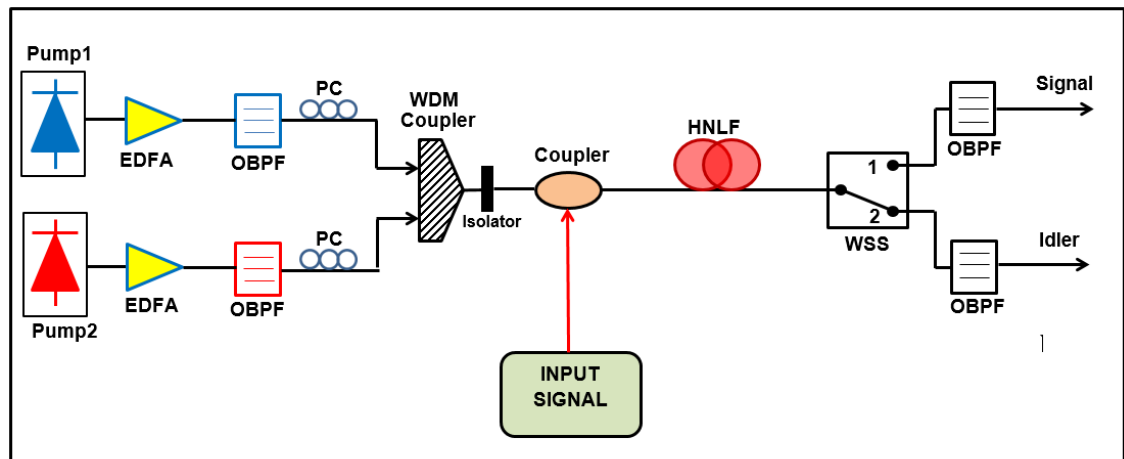 Pump1
EDFA
OBPF
PC
WDM
Coupler
Isolator
Coupler
HNLF
1
2
WSS
OBPF
Signal
PC
EDFA
OBPF
Pump2
OBPF
Idler
INPUT
SIGNAL
1